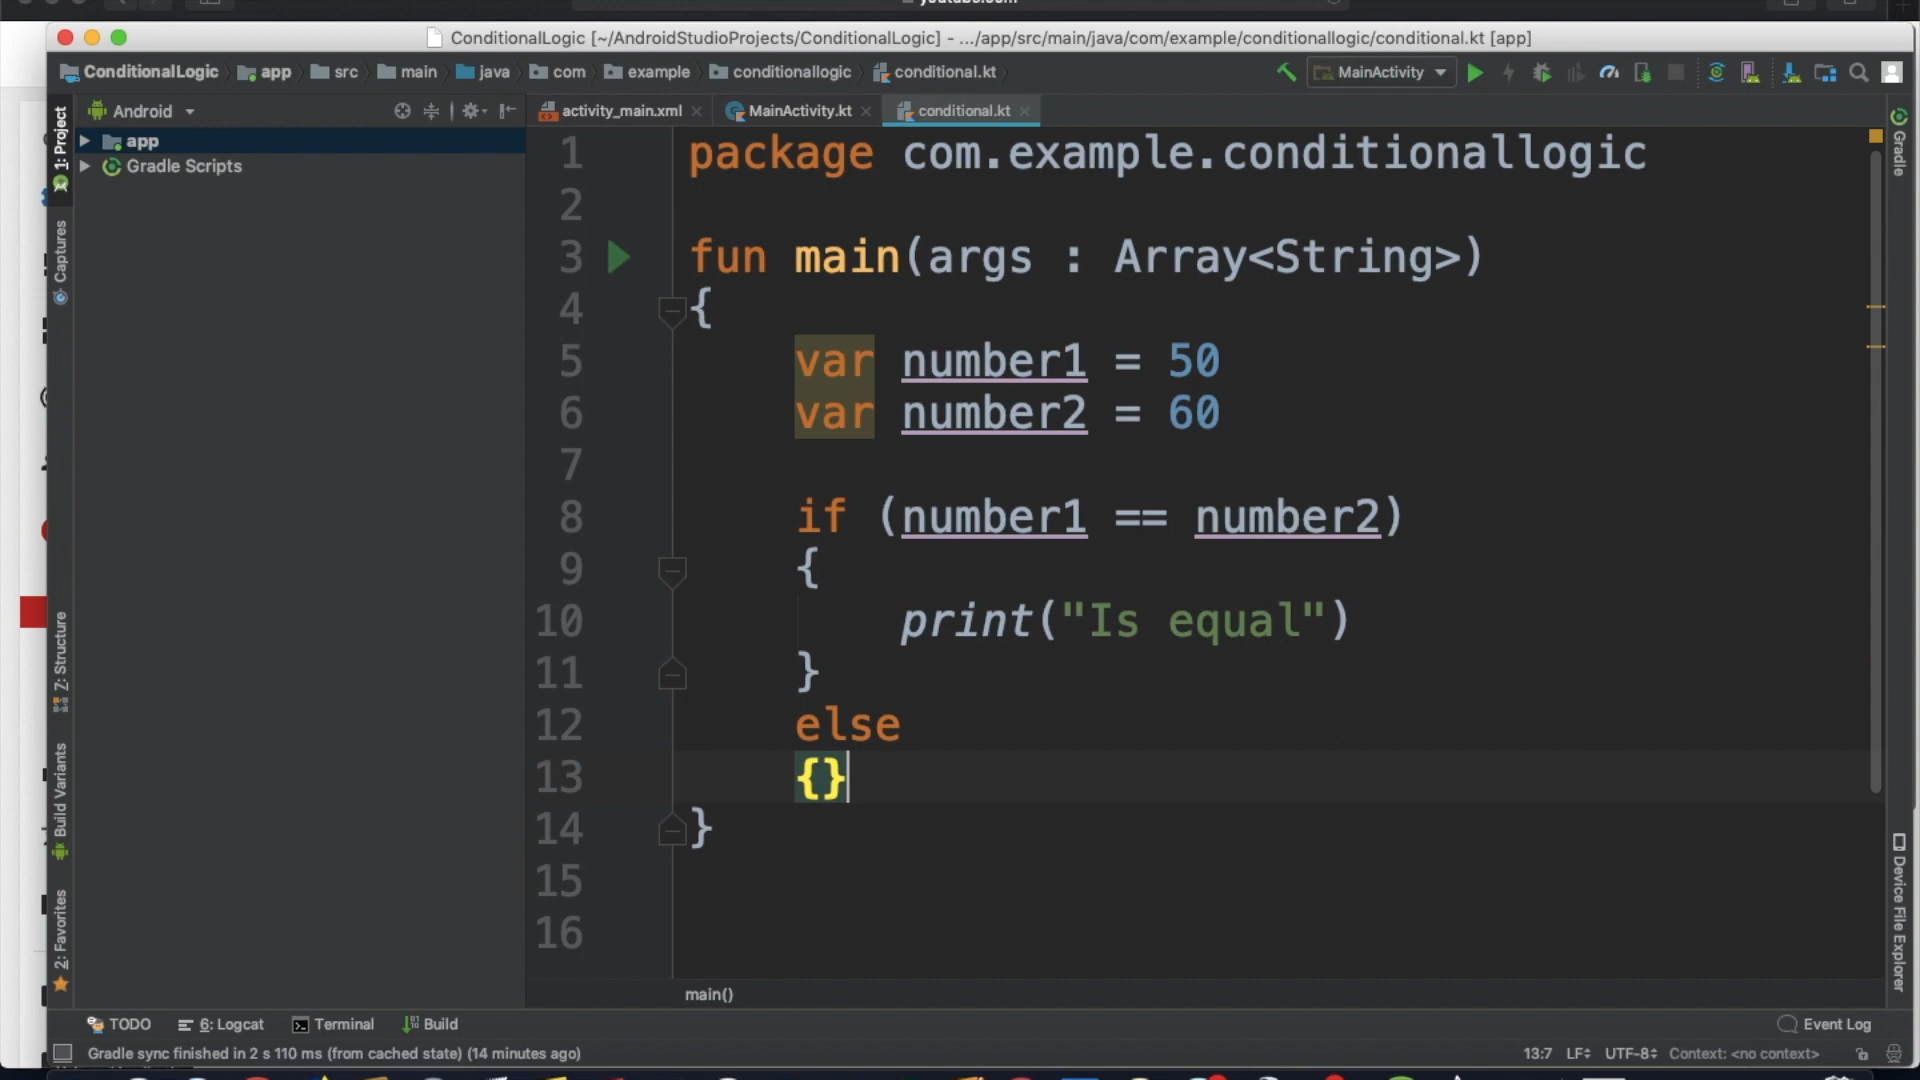 ConditionalLogic [~/AndroidStudioProjects/ConditionalLogic] - .../app/src/main/java/com/example/conditionallogic/conditional.kt [app]
ConditionalLogic app src main java com example conditionallogic conditional.kt MainActivity
1: Project
Android
activity_main.xml MainActivity.kt conditional.kt
app
Gradle Scripts
Captures
Z: Structure
Build Variants
2: Favorites
1 package com.example.conditionallogic
2
3 fun main(args : Array<String>)
4 {
5 var number1 = 50
6 var number2 = 60
7
8 if (number1 == number2)
9 {
10 print("Is equal")
11 }
12 else
13 {}
14 }
15
16
main()
Gradle
Device File Explorer
TODO 6: Logcat Terminal Build Event Log
Gradle sync finished in 2 s 110 ms (from cached state) (14 minutes ago) 13:7 LF UTF-8 Context: <no context>